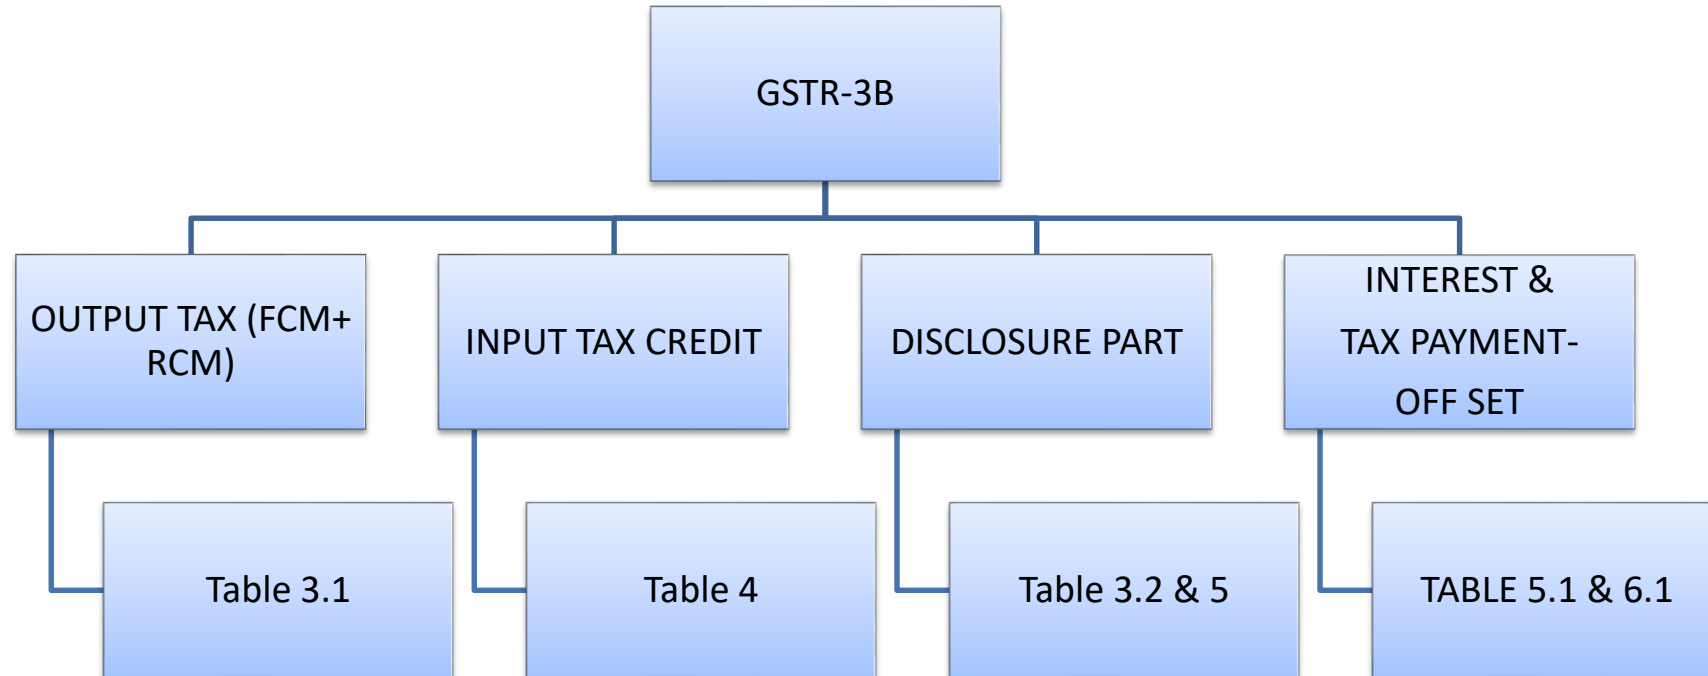 GSTR-3B
OUTPUT TAX (FCM+
RCM)
INPUT TAX CREDIT
DISCLOSURE PART
INTEREST &
TAX PAYMENT-
OFF SET
Table 3.1
Table 4
Table 3.2 & 5
TABLE 5.1 & 6.1